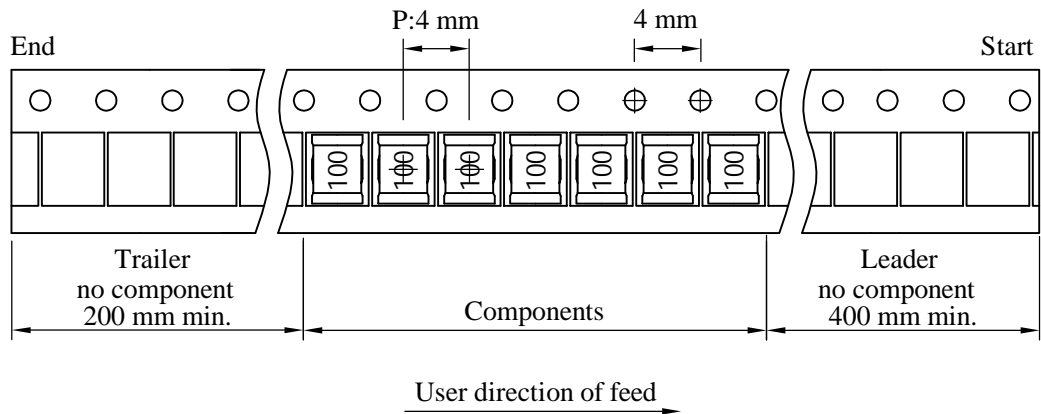 P:4 mm
4 mm
End
Start
100
100
100
100
100
100
100
Trailer
no component
200 mm min.
Components
Leader
no component
400 mm min.
User direction of feed